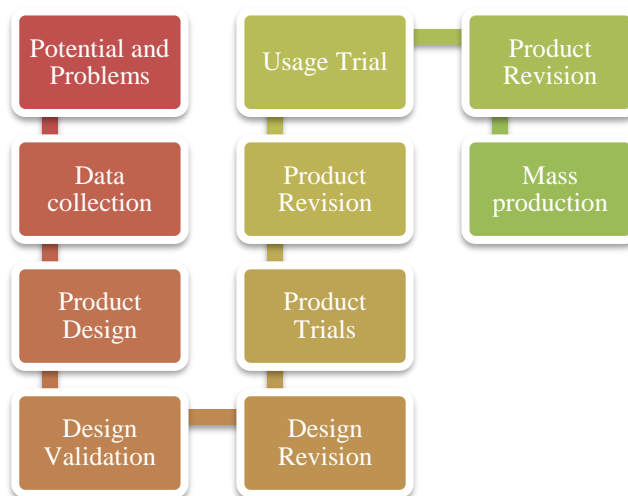 Potential and
Problems
Data
collection
Product
Design
Design
Validation
Design
Revision
Product
Trials
Product
Revision
Usage Trial
Product
Revision
Mass
production